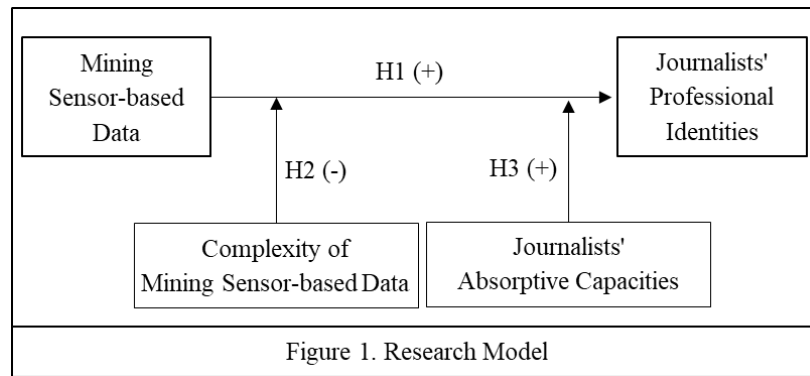 Mining
Sensor-based
Data
H1 (+)
Journalists'
Professional
Identities
H2 (-)
H3 (+)
Complexity of
Mining Sensor-based Data
Journalists'
Absorptive Capacities
Figure 1. Research Model